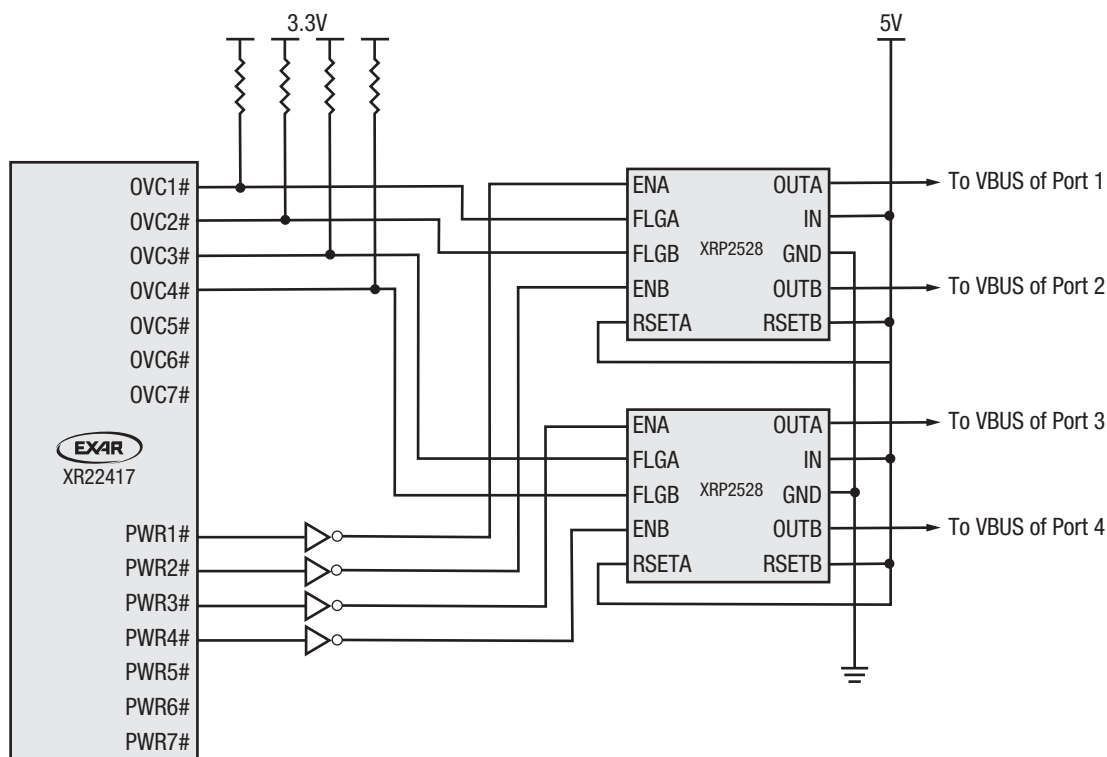 3.3V
5V
OVC1#
OVC2#
OVC3#
OVC4#
OVC5#
OVC6#
OVC7#
EXAR
XR22417
PWR1#
PWR2#
PWR3#
PWR4#
PWR5#
PWR6#
PWR7#
ENA OUTA
FLGA IN
FLGB XRP2528 GND
ENB OUTB
RSETA RSETB
To VBUS of Port 1
To VBUS of Port 2
ENA OUTA
FLGA IN
FLGB XRP2528 GND
ENB OUTB
RSETA RSETB
To VBUS of Port 3
To VBUS of Port 4